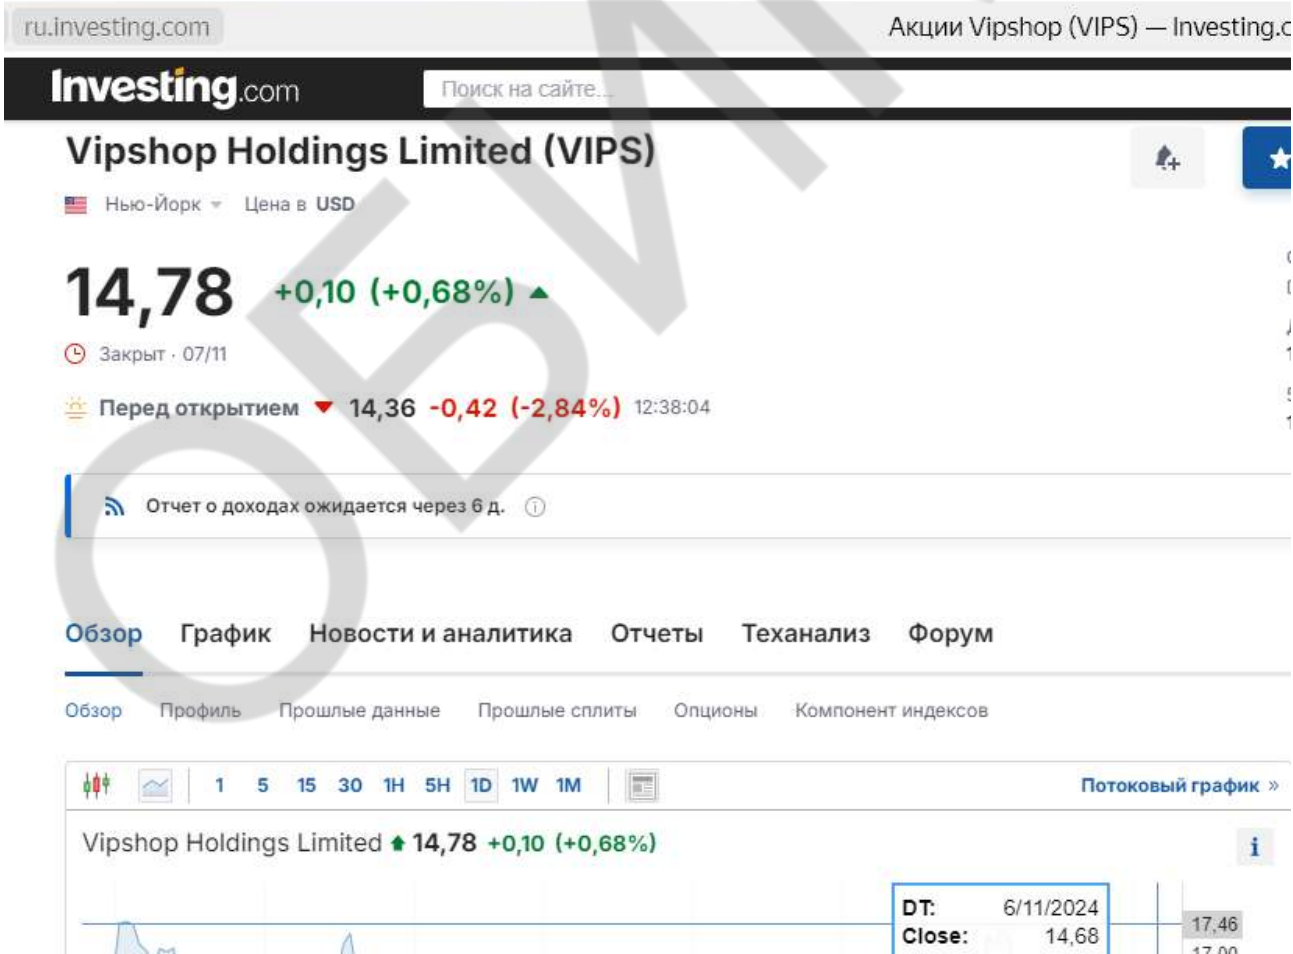 ru.investing.com
Акции Vipshop (VIPS) — Investing.c
Investing.com
Поиск на сайте...
Vipshop Holdings Limited (VIPS)
Нью-Йорк Цена в USD
14,78 +0,10 (+0,68%)
Закрыт · 07/11
Перед открытием 14,36 -0,42 (-2,84%) 12:38:04
Отчет о доходах ожидается через 6 д.
Обзор График Новости и аналитика Отчеты Теханализ Форум
Обзор Профиль Прошлые данные Прошлые сплиты Опционы Компонент индексов
1 5 15 30 1H 5H 1D 1W 1M
Потоковый график »
Vipshop Holdings Limited 14,78 +0,10 (+0,68%)
DT: 6/11/2024
17,46
Close: 14,68